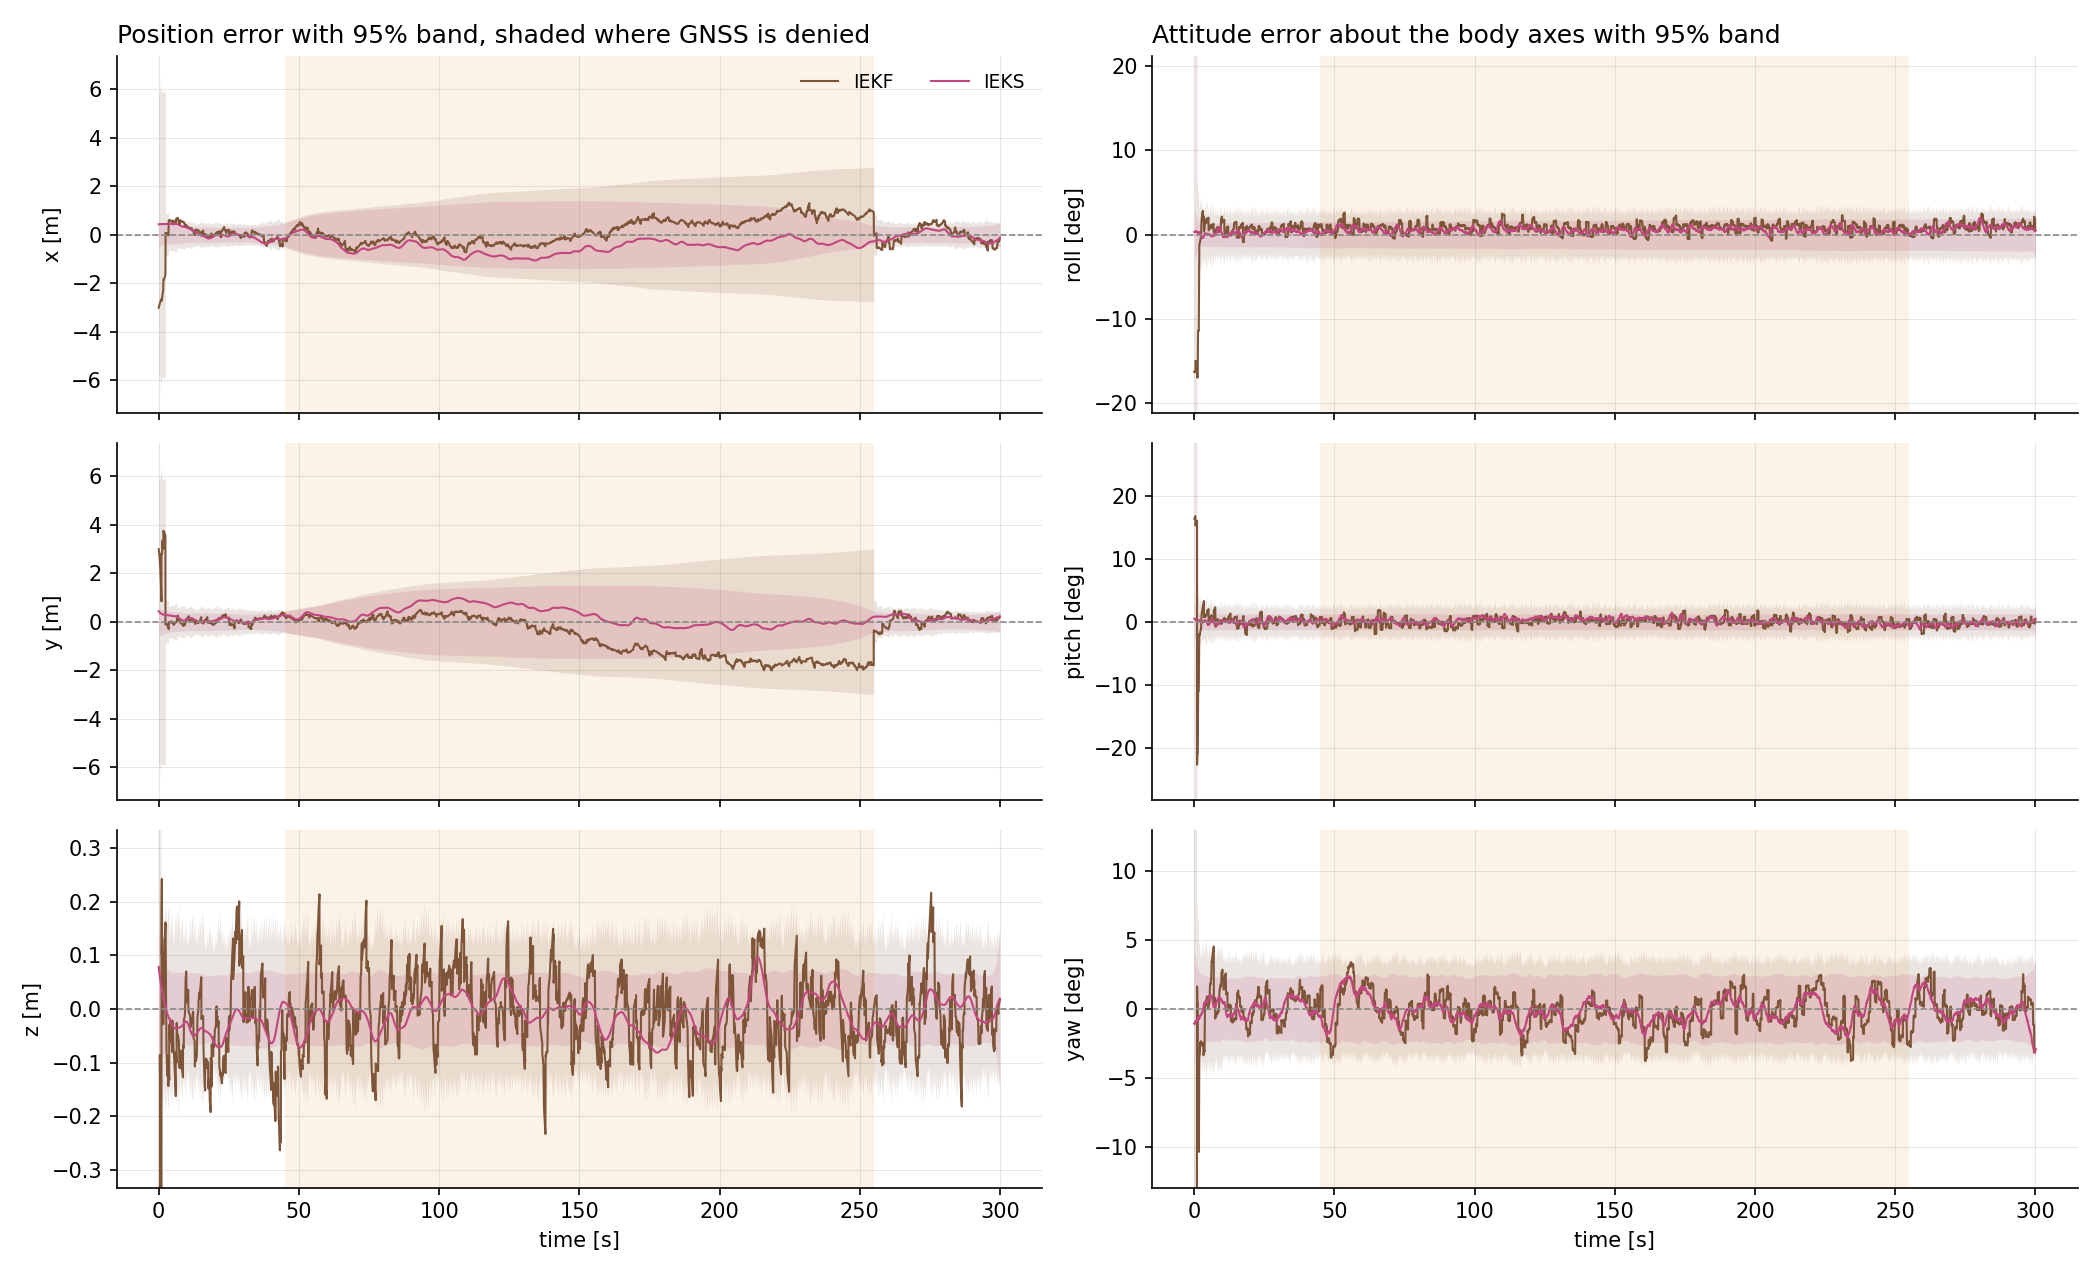 Position error with 95% band, shaded where GNSS is denied
IEKF IEKS
6
4
2
0
−2
−4
−6
x [m]
Attitude error about the body axes with 95% band
20
10
0
−10
−20
roll [deg]
6
4
2
0
−2
−4
−6
y [m]
20
10
0
−10
−20
pitch [deg]
0.3
0.2
0.1
0.0
−0.1
−0.2
−0.3
z [m]
0 50 100 150 200 250 300
time [s]
10
5
0
−5
−10
yaw [deg]
0 50 100 150 200 250 300
time [s]